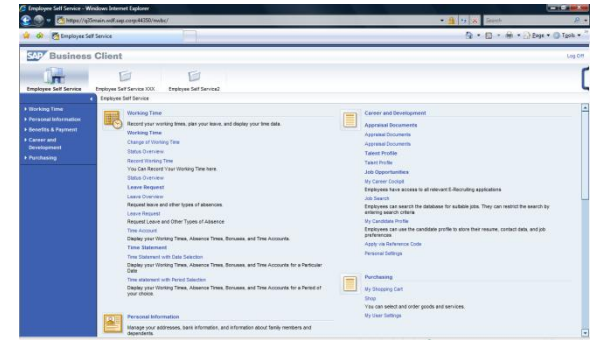 Employee Self Service - Windows Internet Explorer
main.wdf.sap.corp:44350/nwbc/
Search
Employee Self Service
Page
Tools
SAP Business Client
Log Off
Employee Self Service
Employee Self Service XXX
Employee Self Service2
Employee Self Service
Working Time
Personal Information
Benefits & Payment
Career and
Development
Purchasing
Working Time
Record your working times, plan your leave, and display your time data.
Working Time
Change of Working Time
Status Overview
Record Working Time
You Can Record Your Working Time here.
Status Overview
Leave Request
Leave Overview
Request leave and other types of absences.
Leave Request
Request Leave and Other Types of Absence
Time Account
Display your Working Times, Absence Times, Bonuses, and Time Accounts.
Time Statement
Time Statement with Date Selection
Display your Working Times, Absence Times, Bonuses, and Time Accounts for a Particular
Date
Time statement with Period Selection
Display your Working Times, Absence Times, Bonuses, and Time Accounts for a Period of
your choice.
Personal Information
Manage your addresses, bank information, and information about family members and
dependents.
Career and Development
Appraisal Documents
Appraisal Documents
Appraisal Documents
Talent Profile
Talent Profile
Job Opportunities
My Career Cockpit
Employees have access to all relevant E-Recruiting applications
Job Search
Employees can search the database for suitable jobs. They can restrict the search by
entering search criteria.
My Candidate Profile
Employees can use the candidate profile to store their resume, contact data, and job
preferences.
Apply via Reference Code
Personal Settings
Purchasing
My Shopping Cart
Shop
You can select and order goods and services.
My User Settings